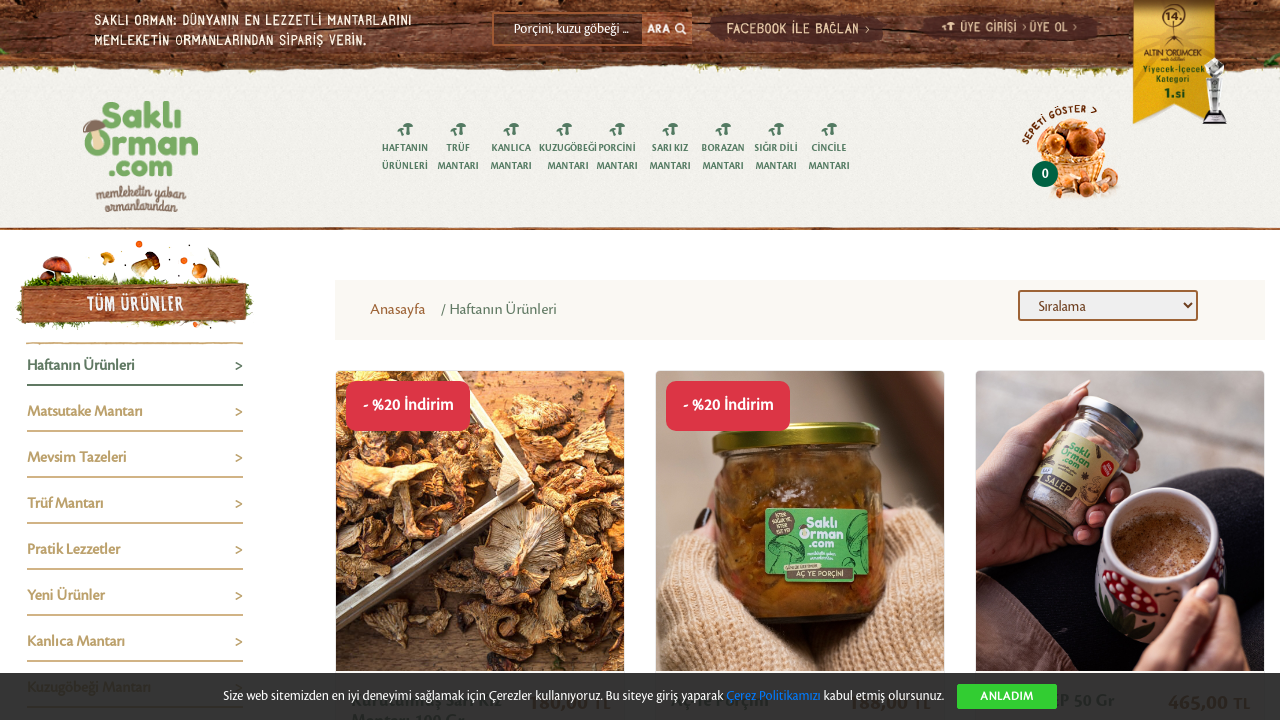 SAKLI ORMAN: DÜNYANIN EN LEZZETLİ MANTARLARINI
MEMLEKETİN ORMANLARINDAN SİPARİŞ VERİN.
Porçini, kuzu göbeği ...
ARA
FACEBOOK İLE BAĞLAN >
ÜYE GİRİŞİ > ÜYE OL >
14.
ALTIN ÖRÜMCEK
web ödülleri
Yiyecek-İçecek
Kategori
1.si
Saklı
Orman
.com
memleketin yaban
ormanlarından
HAFTANIN ÜRÜNLERİ
TRÜF MANTARI
KANLICA MANTARI
KUZUGÖBEĞİ MANTARI
PORCİNİ MANTARI
SARI KIZ MANTARI
BORAZAN MANTARI
SIĞIR DİLİ MANTARI
CİNCİLE MANTARI
SEPETİ GÖSTER >
0
TÜM ÜRÜNLER
Haftanın Ürünleri >
Matsutake Mantarı >
Mevsim Tazeleri >
Trüf Mantarı >
Pratik Lezzetler >
Yeni Ürünler >
Kanlıca Mantarı >
Kuzugöbeği Mantarı
Anasayfa / Haftanın Ürünleri
Sıralama
- %20 İndirim
- %20 İndirim
Saklı
Orman
.com
AÇ YE PORÇİNİ
Saklı
Orman
.com
SALEP
Kurutulmuş Sarı Kız
Mantarı 100 Gr
180,00 TL
Aç Ye Porçini
188,00 TL
50 Gr
465,00 TL
Size web sitemizden en iyi deneyimi sağlamak için Çerezler kullanıyoruz. Bu siteye giriş yaparak Çerez Politikamızı kabul etmiş olursunuz.
ANLADIM